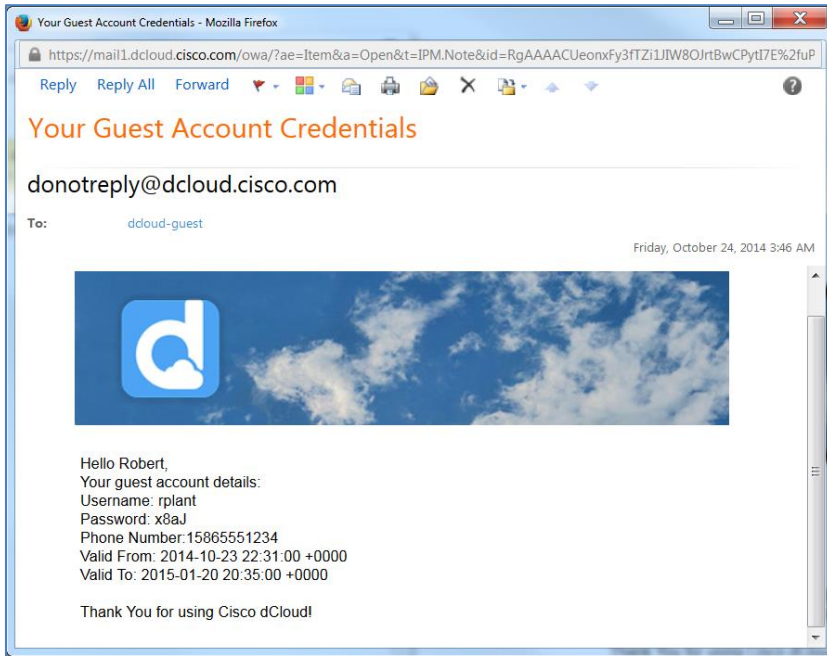 Your Guest Account Credentials - Mozilla Firefox
https://mail1.dcloud.cisco.com/owa/?ae=Item&a=Open&t=IPM.Note&id=RgAAAACUeonxFy3fTZi1JIW8OJrtBwCPytI7E%2fuP
Reply Reply All Forward
Your Guest Account Credentials
donotreply@dcloud.cisco.com
To: dcloud-guest
Friday, October 24, 2014 3:46 AM
d
Hello Robert,
Your guest account details:
Username: rplant
Password: x8aJ
Phone Number:15865551234
Valid From: 2014-10-23 22:31:00 +0000
Valid To: 2015-01-20 20:35:00 +0000
Thank You for using Cisco dCloud!